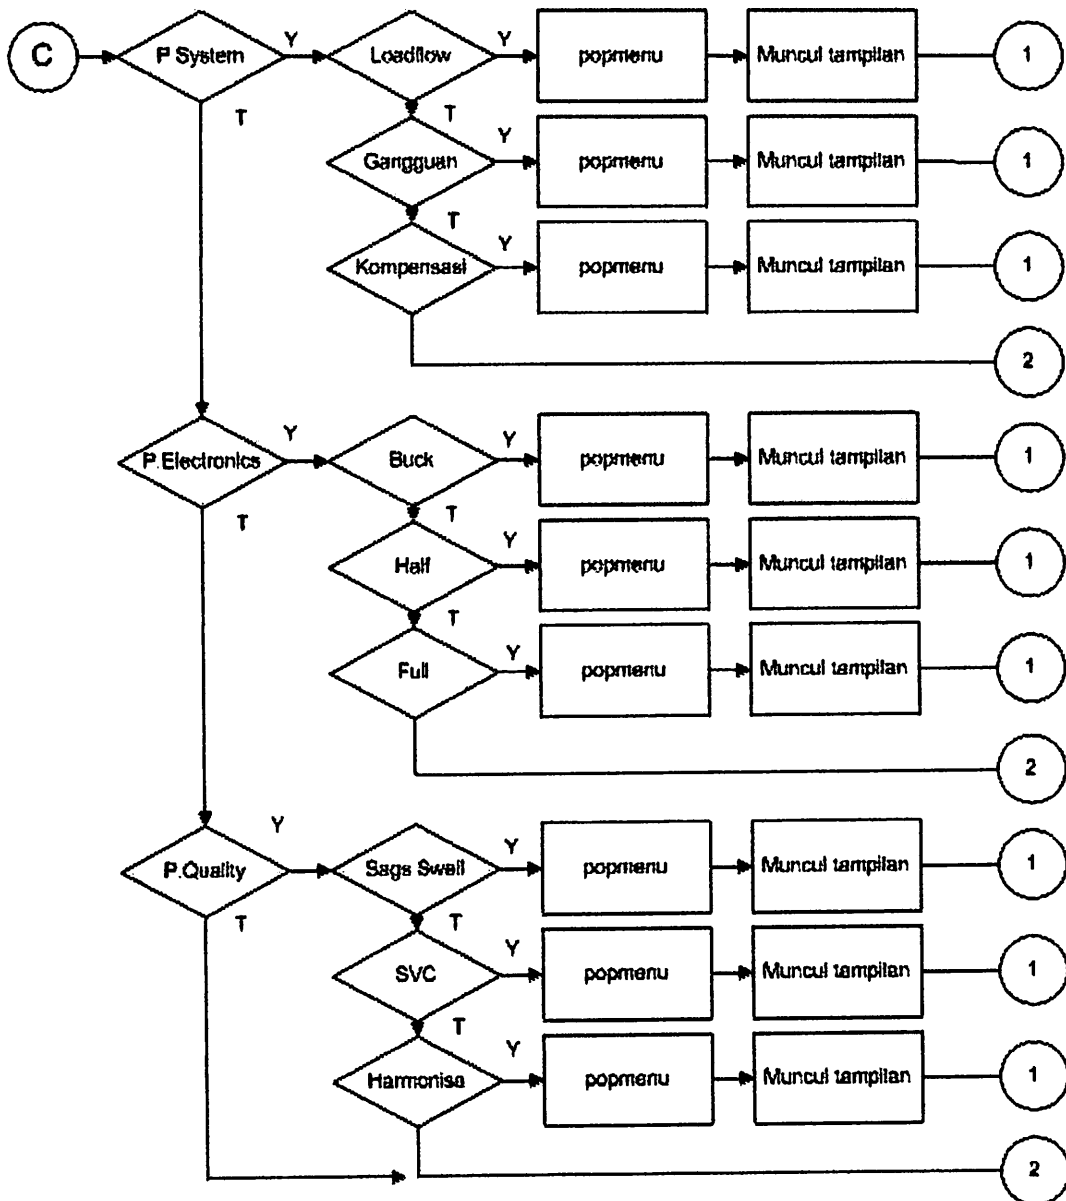 C
P System
Y
Loadflow
Y
popmenu
Muncul tampilan
1
T
T
Gangguan
Y
popmenu
Muncul tampilan
1
T
Kompensasi
Y
popmenu
Muncul tampilan
1
2
P.Electronics
Y
Buck
Y
popmenu
Muncul tampilan
1
T
T
Half
Y
popmenu
Muncul tampilan
1
T
Full
Y
popmenu
Muncul tampilan
1
2
P.Quality
Y
Sags Swell
Y
popmenu
Muncul tampilan
1
T
T
SVC
Y
popmenu
Muncul tampilan
1
T
Harmonisa
Y
popmenu
Muncul tampilan
1
2